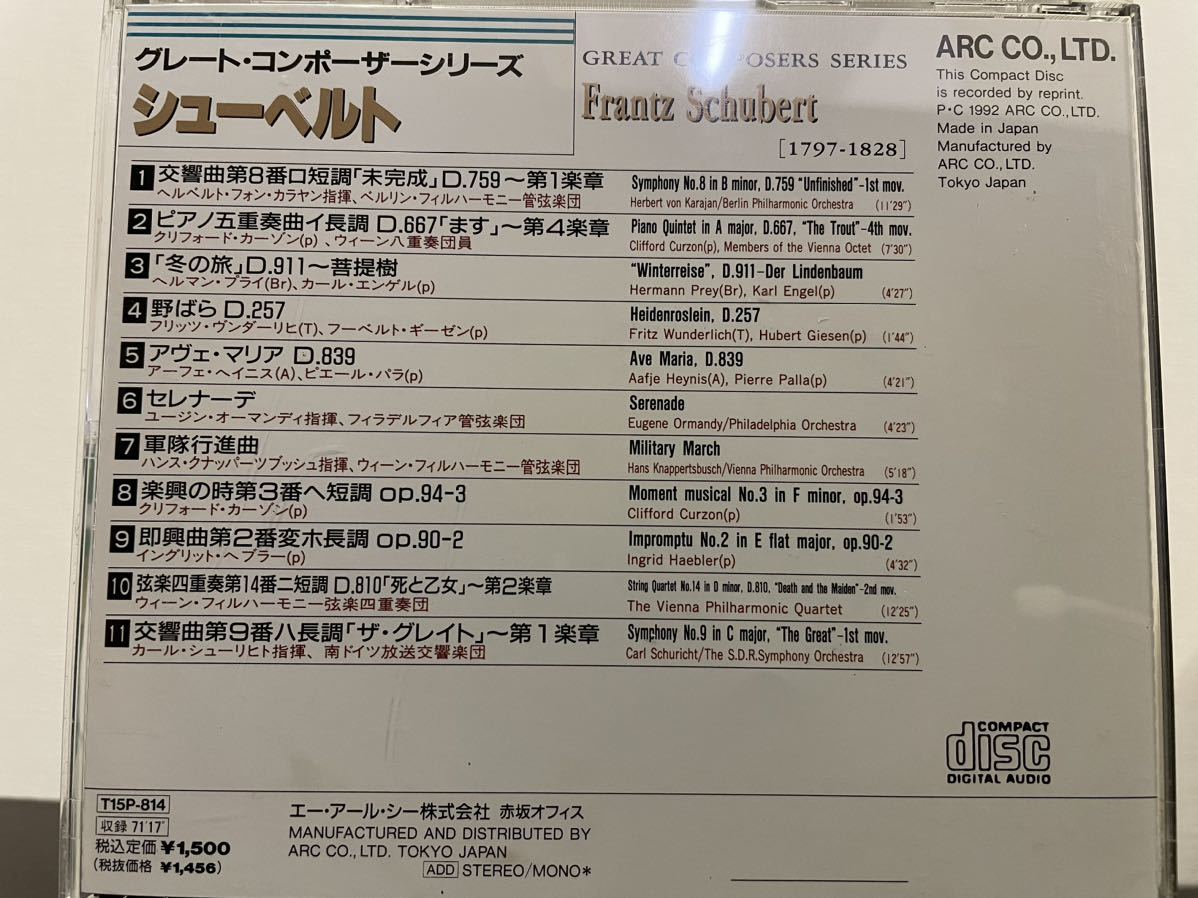 グレート・コンポーザーシリーズ
シューベルト
GREAT COMPOSERS SERIES
Frantz Schubert
[1797-1828]
ARC CO., LTD.
This Compact Disc
is recorded by reprint.
P・C 1992 ARC CO., LTD.
Made in Japan
Manufactured by
ARC CO., LTD.
Tokyo Japan
1 交響曲第8番ロ短調「未完成」D.759〜第1楽章
ヘルベルト・フォン・カラヤン指揮、ベルリン・フィルハーモニー管弦楽団
Symphony No.8 in B minor, D.759 "Unfinished"-1st mov.
Herbert von Karajan/Berlin Philharmonic Orchestra (11'29")
2 ピアノ五重奏曲イ長調 D.667「ます」〜第4楽章
クリフォード・カーゾン(p)、ウィーン八重奏団員
Piano Quintet in A major, D.667, "The Trout"-4th mov.
Clifford Curzon(p), Members of the Vienna Octet (7'30")
3 「冬の旅」D.911〜菩提樹
ヘルマン・プライ(Br)、カール・エンゲル(p)
"Winterreise", D.911-Der Lindenbaum
Hermann Prey(Br), Karl Engel(p) (4'27")
4 野ばら D.257
フリッツ・ヴンダーリヒ(T)、フーベルト・ギーゼン(p)
Heidenroslein, D.257
Fritz Wunderlich(T), Hubert Giesen(p) (1'44")
5 アヴェ・マリア D.839
アーフェ・ヘイニス(A)、ピエール・パラ(p)
Ave Maria, D.839
Aafje Heynis(A), Pierre Palla(p) (4'21")
6 セレナーデ
ユージン・オーマンディ指揮、フィラデルフィア管弦楽団
Serenade
Eugene Ormandy/Philadelphia Orchestra (4'23")
7 軍隊行進曲
ハンス・クナッパーツブッシュ指揮、ウィーン・フィルハーモニー管弦楽団
Military March
Hans Knappertsbusch/Vienna Philharmonic Orchestra (5'18")
8 楽興の時第3番ヘ短調 op.94-3
クリフォード・カーゾン(p)
Moment musical No.3 in F minor, op.94-3
Clifford Curzon(p) (1'53")
9 即興曲第2番変ホ長調 op.90-2
イングリット・ヘブラー(p)
Impromptu No.2 in E flat major, op.90-2
Ingrid Haebler(p) (4'32")
10 弦楽四重奏第14番ニ短調 D.810「死と乙女」〜第2楽章
ウィーン・フィルハーモニー弦楽四重奏団
String Quartet No.14 in D minor, D.810, "Death and the Maiden"-2nd mov.
The Vienna Philharmonic Quartet (12'25")
11 交響曲第9番ハ長調「ザ・グレイト」〜第1楽章
カール・シューリヒト指揮、南ドイツ放送交響楽団
Symphony No.9 in C major, "The Great"-1st mov.
Carl Schuricht/The S.D.R.Symphony Orchestra (12'57")
COMPACT
disc
DIGITAL AUDIO
T15P-814
収録 71'17"
税込定価 ¥1,500
(税抜価格 ¥1,456)
エー・アール・シー株式会社 赤坂オフィス
MANUFACTURED AND DISTRIBUTED BY
ARC CO., LTD. TOKYO JAPAN
ADD STEREO/MONO*